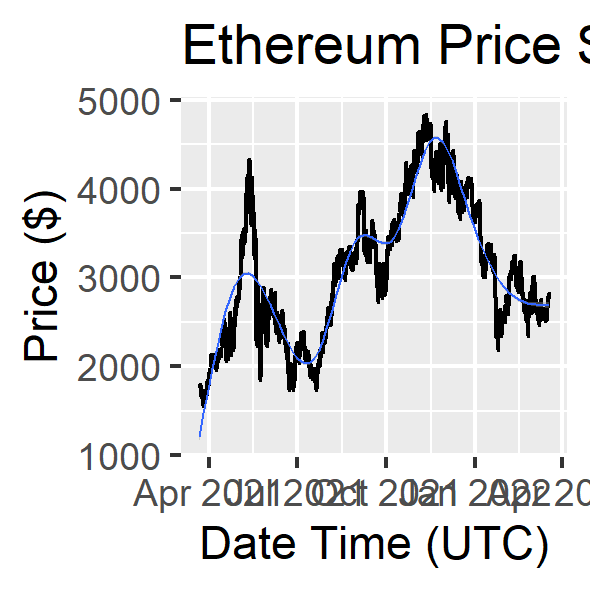 Ethereum Price
5000
4000
3000
2000
1000
Price ($)
Apr 2021 Jul 2021 Oct 2021 Jan 2022 Apr 20
Date Time (UTC)